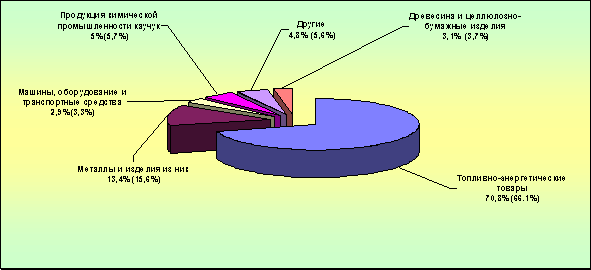 Продукция химической
промышленности каучук
5%(5,7%)
Другие
4,8% (5,6%)
Древесина и целлюлозно-
бумажные изделия
3,1% (3,7%)
Машины, оборудование и
транспортные средства
2,9%(3,3%)
Металлы и изделия из них
13,4% (15,6%)
Топливно-энергетические
товары
70,8%(66.1%)